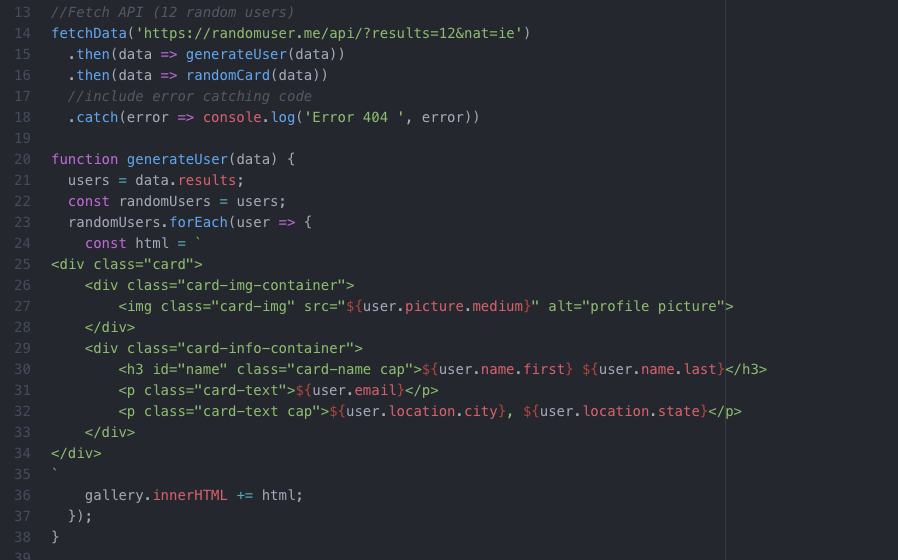 13 //Fetch API (12 random users)
14 fetchData('https://randomuser.me/api/?results=12&nat=ie')
15   .then(data => generateUser(data))
16   .then(data => randomCard(data))
17   //include error catching code
18   .catch(error => console.log('Error 404 ', error))
19
20 function generateUser(data) {
21   users = data.results;
22   const randomUsers = users;
23   randomUsers.forEach(user => {
24     const html = `
25 <div class="card">
26     <div class="card-img-container">
27         <img class="card-img" src="${user.picture.medium}" alt="profile picture">
28     </div>
29     <div class="card-info-container">
30         <h3 id="name" class="card-name cap">${user.name.first} ${user.name.last}</h3>
31         <p class="card-text">${user.email}</p>
32         <p class="card-text cap">${user.location.city}, ${user.location.state}</p>
33     </div>
34 </div>
35 `
36     gallery.innerHTML += html;
37   });
38 }
39